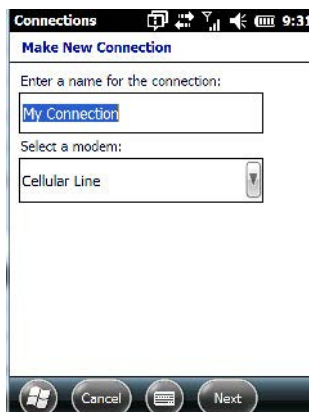 Connections 9:31
Make New Connection
Enter a name for the connection:
My Connection
Select a modem:
Cellular Line
Cancel Next